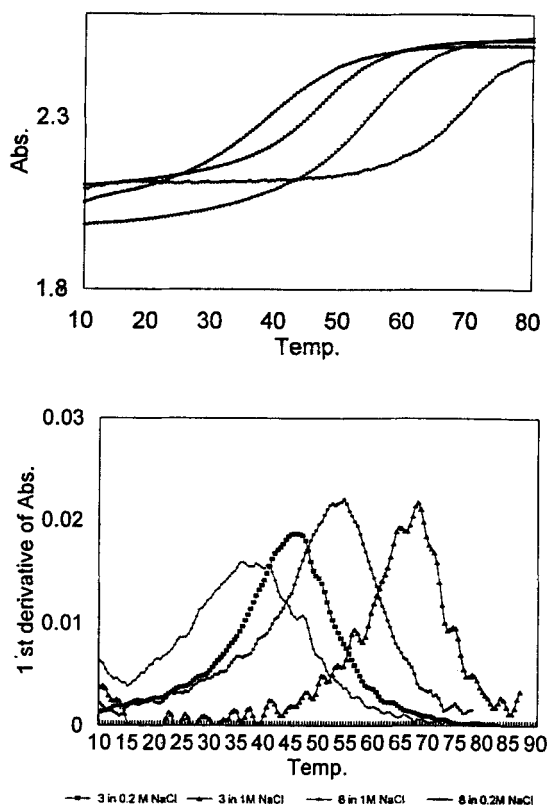 2.3
Abs.
1.8
10 20 30 40 50 60 70 80
Temp.
0.03
0.02
1´st derivative of Abs.
0.01
0
10 15 20 25 30 35 40 45 50 55 60 65 70 75 80 85 90
Temp.
3 in 0.2 M NaCl 3 in 1M NaCl 6 in 1M NaCl 6 in 0.2M NaCl